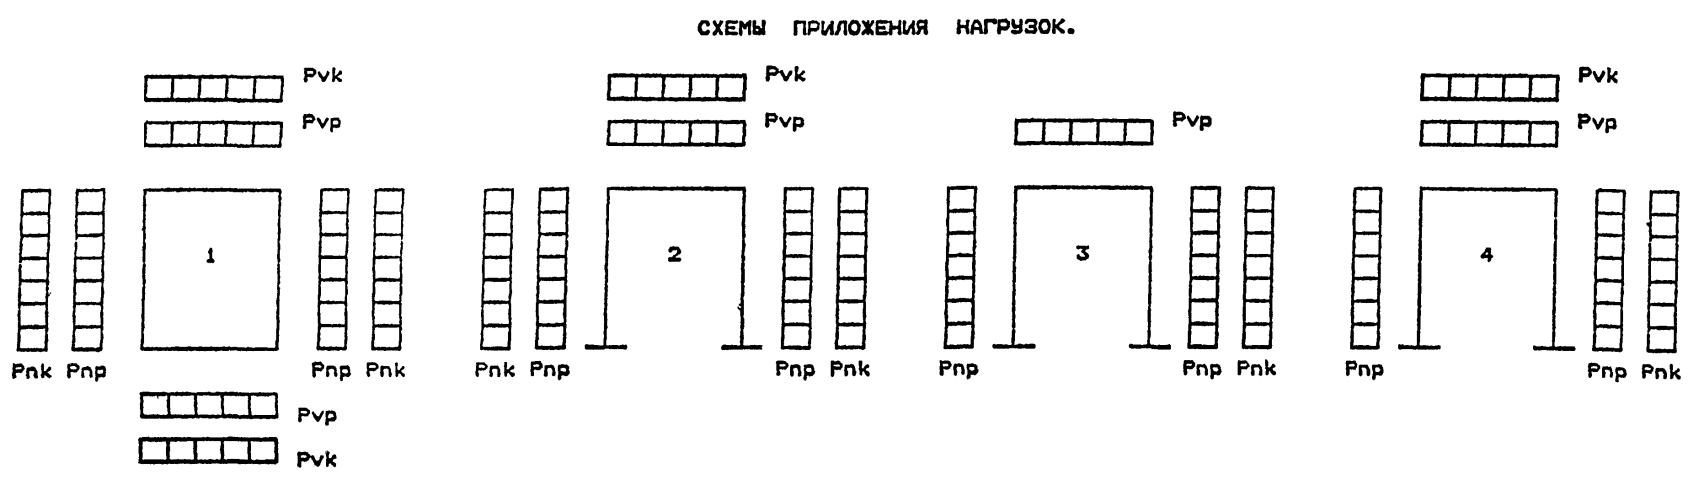 СХЕМЫ ПРИЛОЖЕНИЯ НАГРУЗОК.
Pvk Pvk Pvk
Pvp Pvp Pvp Pvp
1 2 3 4
Pnk Pnp Pnp Pnk Pnk Pnp Pnp Pnk Pnp Pnp Pnk Pnp Pnp Pnk
Pvp
Pvk